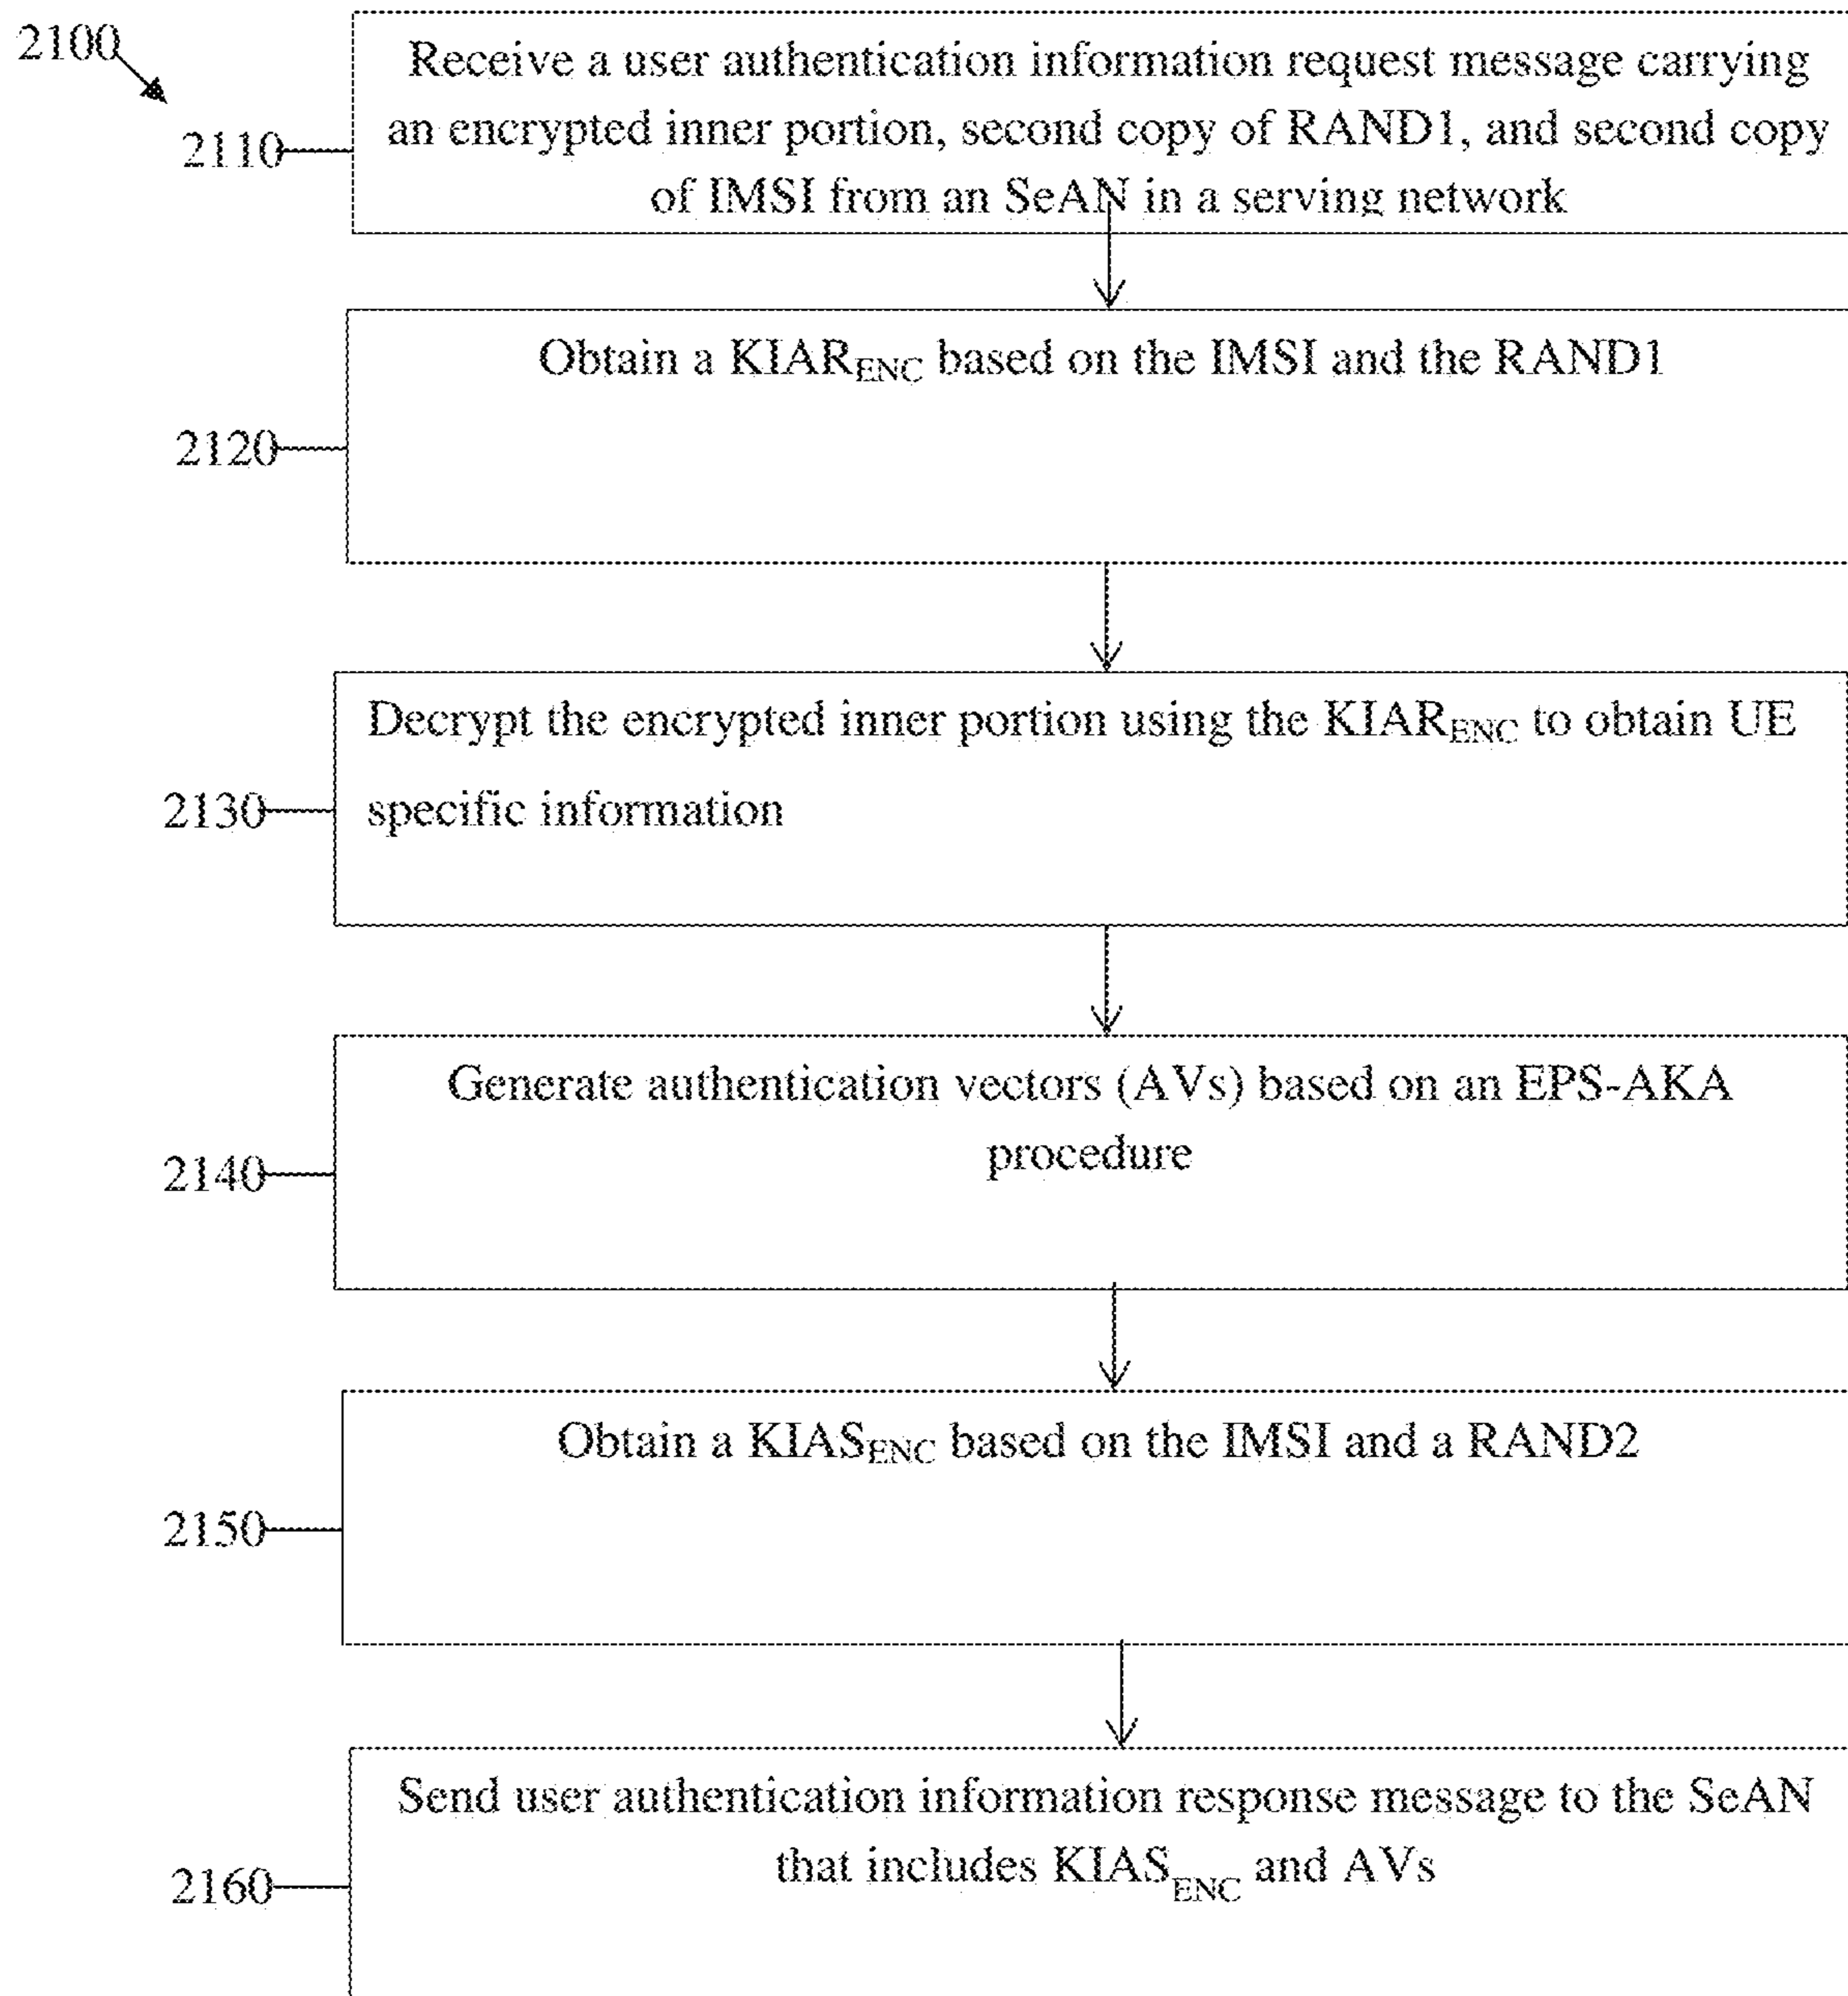 2100
Receive a user authentication information request message carrying
an encrypted inner portion, second copy of RAND1, and second copy
of IMSI from an SeAN in a serving network
2110
Obtain a KIAR_ENC based on the IMSI and the RAND1
2120
Decrypt the encrypted inner portion using the KIAR_ENC to obtain UE
specific information
2130
Generate authentication vectors (AVs) based on an EPS-AKA
procedure
2140
Obtain a KIAS_ENC based on the IMSI and a RAND2
2150
Send user authentication information response message to the SeAN
that includes KIAS_ENC and AVs
2160